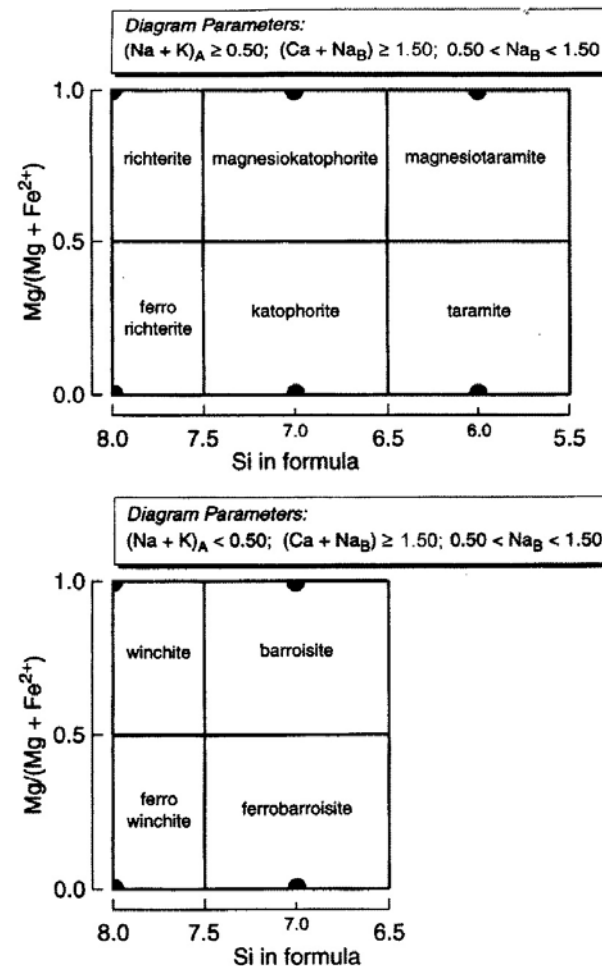 Diagram Parameters:
(Na + K)A ≥ 0.50; (Ca + NaB) ≥ 1.50; 0.50 < NaB < 1.50
1.0
richterite
magnesiokatophorite
magnesiotaramite
Mg/(Mg + Fe2+)
0.5
ferro
richterite
katophorite
taramite
0.0
8.0
7.5
7.0
6.5
6.0
5.5
Si in formula
Diagram Parameters:
(Na + K)A < 0.50; (Ca + NaB) ≥ 1.50; 0.50 < NaB < 1.50
1.0
winchite
barroisite
Mg/(Mg + Fe2+)
0.5
ferro
winchite
ferrobarroisite
0.0
8.0
7.5
7.0
6.5
Si in formula